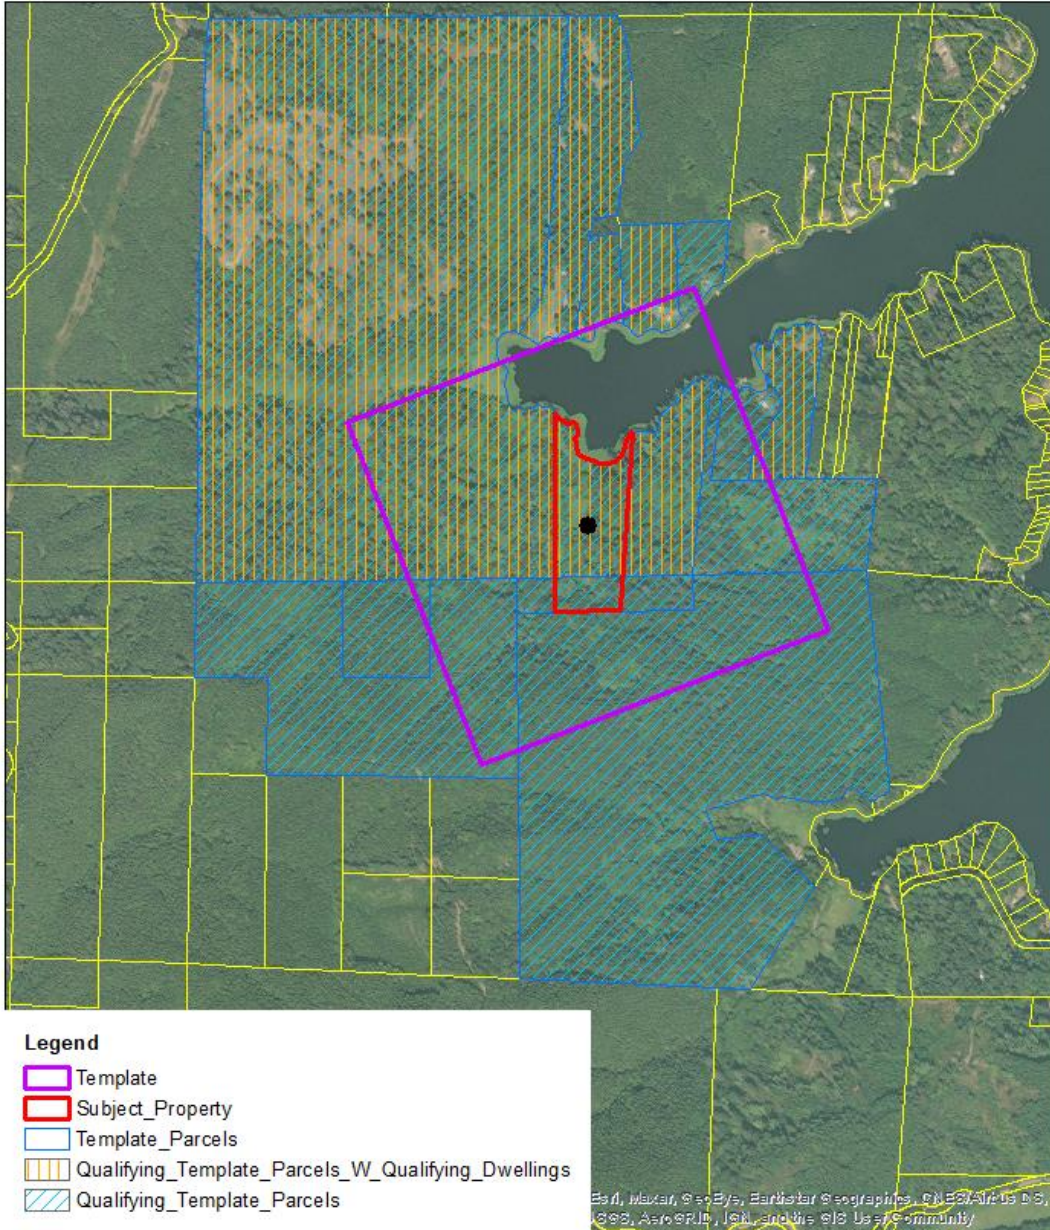 Legend
Template
Subject_Property
Template_Parcels
Qualifying_Template_Parcels_W_Qualifying_Dwellings
Qualifying_Template_Parcels
Esri, Maxar, GeoEye, Earthstar Geographics, CNES/Airbus DS,
USGS, AeroGRID, IGN, and the GIS User Community